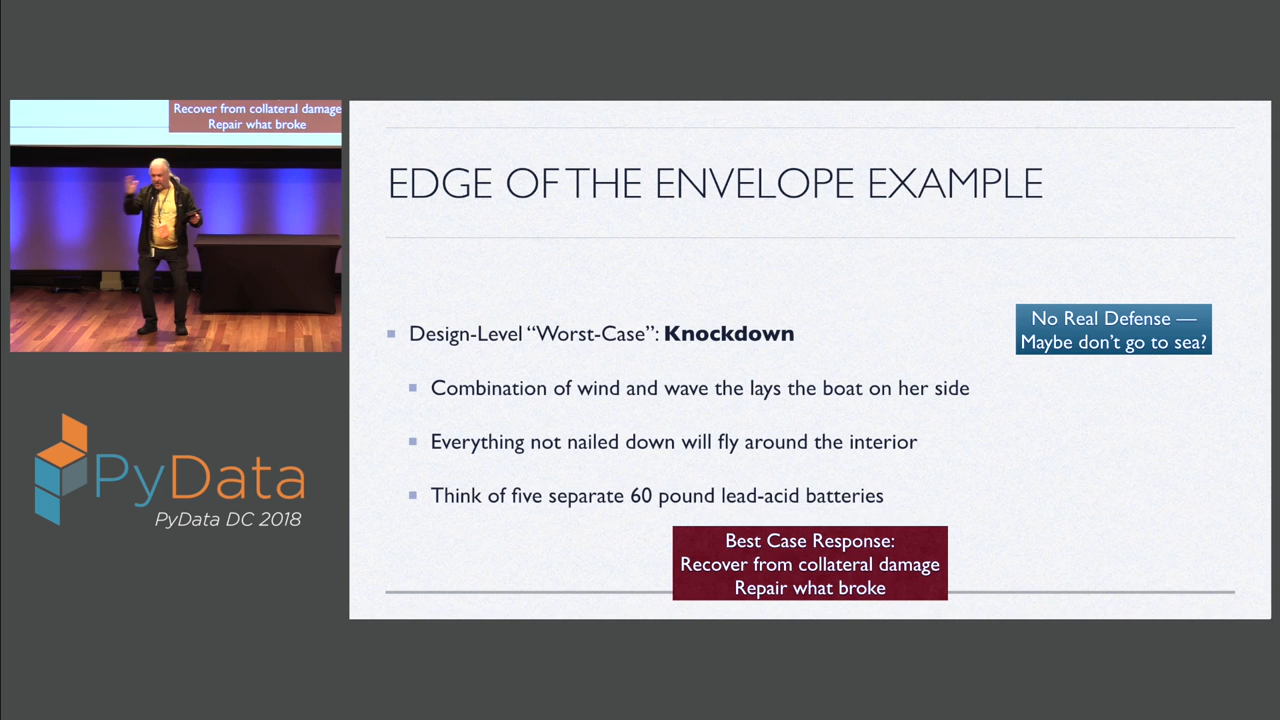 Recover from collateral damage
Repair what broke
EDGE OF THE ENVELOPE EXAMPLE
Design-Level “Worst-Case”: Knockdown
No Real Defense —
Maybe don’t go to sea?
Combination of wind and wave the lays the boat on her side
Everything not nailed down will fly around the interior
Think of five separate 60 pound lead-acid batteries
Best Case Response:
Recover from collateral damage
Repair what broke
PyData
PyData DC 2018